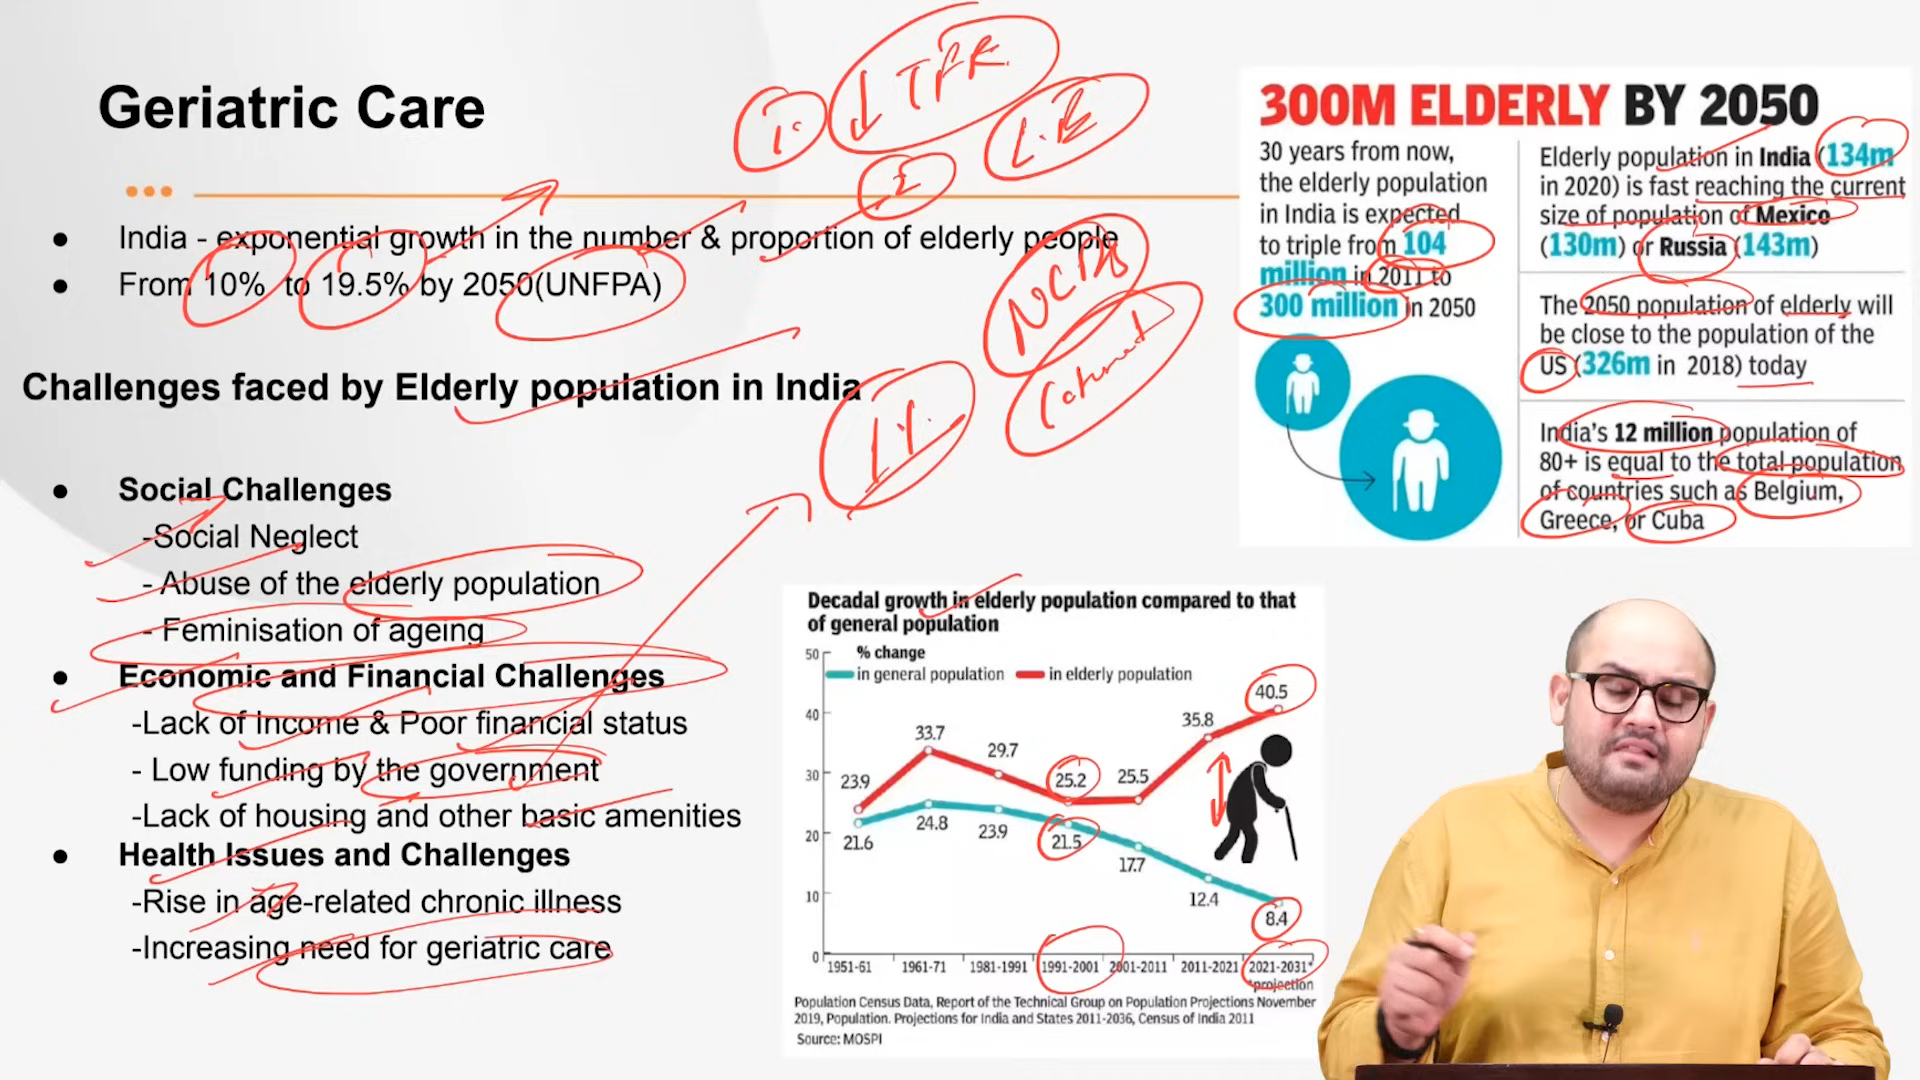 Geriatric Care
● India - exponential growth in the number & proportion of elderly people
● From 10% to 19.5% by 2050(UNFPA)
Challenges faced by Elderly population in India
● Social Challenges
-Social Neglect
- Abuse of the elderly population
- Feminisation of ageing
● Economic and Financial Challenges
-Lack of Income & Poor financial status
- Low funding by the government
-Lack of housing and other basic amenities
● Health Issues and Challenges
-Rise in age-related chronic illness
-Increasing need for geriatric care
↓ TFR
L.E
1%
300M ELDERLY BY 2050
30 years from now,
the elderly population
in India is expected
to triple from 104
million in 2011 to
300 million in 2050
Elderly population in India (134m
in 2020) is fast reaching the current
size of population of Mexico
(130m) or Russia (143m)
The 2050 population of elderly will
be close to the population of the
US (326m in 2018) today
India's 12 million population of
80+ is equal to the total population
of countries such as Belgium,
Greece, or Cuba
Decadal growth in elderly population compared to that
of general population
% change
in general population in elderly population
50
40
30
20
10
0
23.9 33.7 29.7 25.2 25.5 35.8 40.5
21.6 24.8 23.9 21.5 17.7 12.4 8.4
1951-61 1961-71 1981-1991 1991-2001 2001-2011 2011-2021 2021-2031*
*projection
Population Census Data, Report of the Technical Group on Population Projections November
2019, Population. Projections for India and States 2011-2036, Census of India 2011
Source: MOSPI